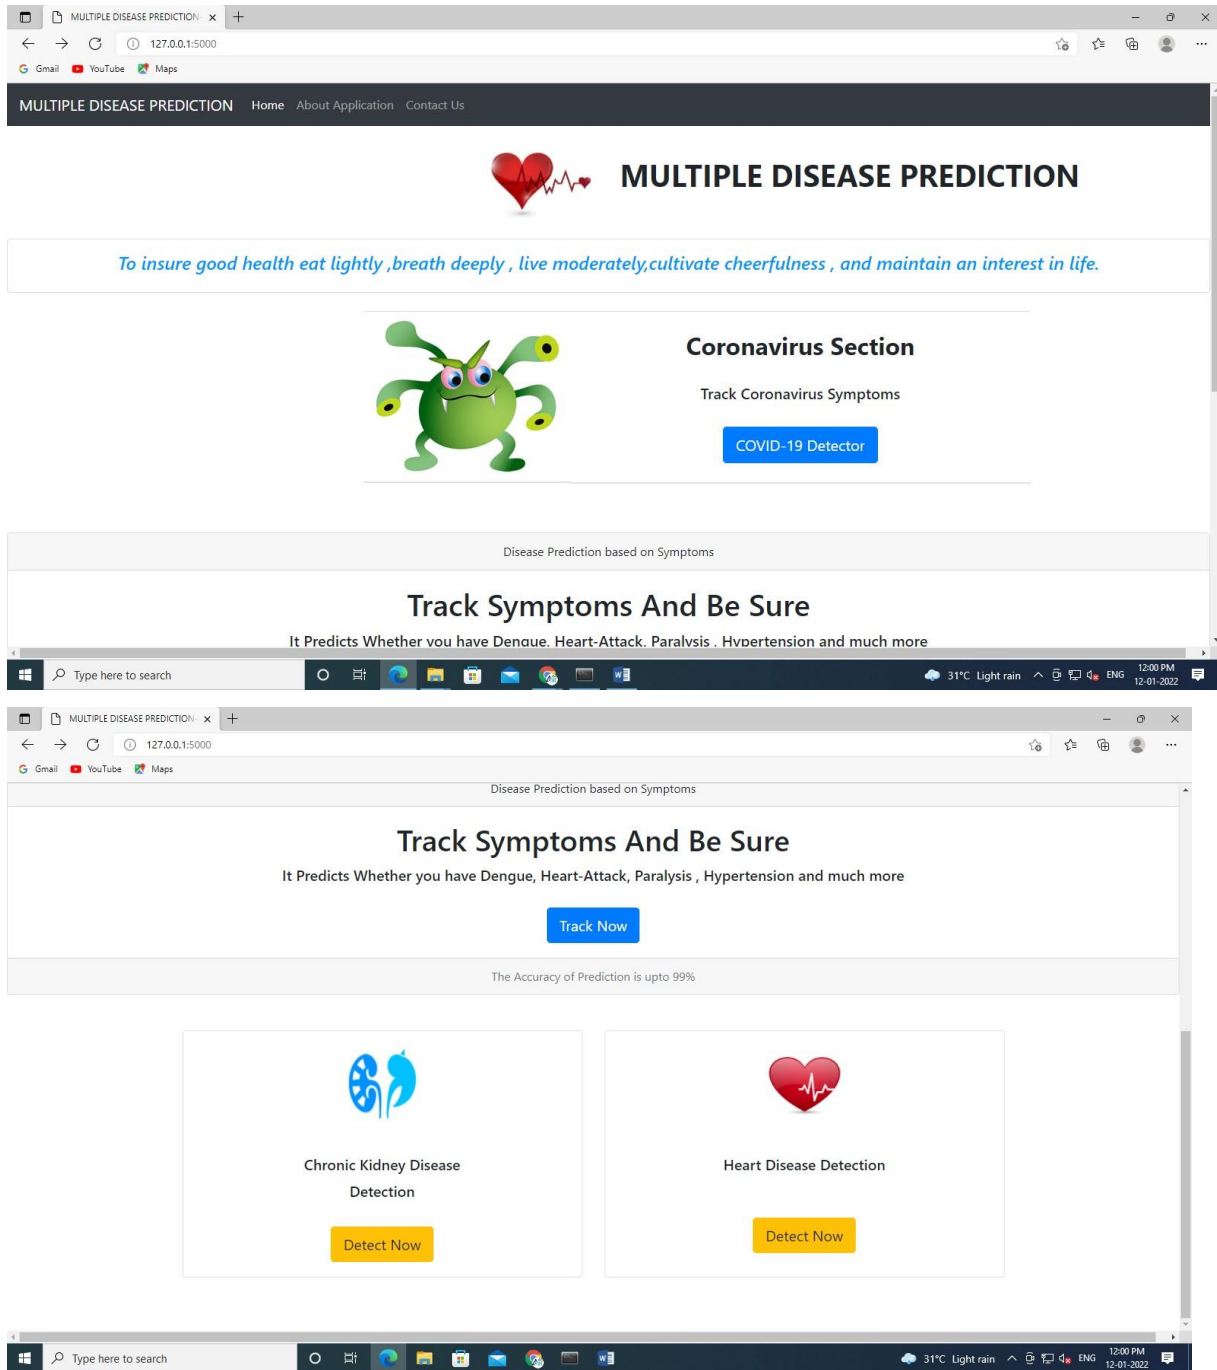 MULTIPLE DISEASE PREDICTION
127.0.0.1:5000
Gmail YouTube Maps
MULTIPLE DISEASE PREDICTION Home About Application Contact Us
MULTIPLE DISEASE PREDICTION
To insure good health eat lightly ,breath deeply , live moderately,cultivate cheerfulness , and maintain an interest in life.
Coronavirus Section
Track Coronavirus Symptoms
COVID-19 Detector
Disease Prediction based on Symptoms
Track Symptoms And Be Sure
It Predicts Whether you have Dengue, Heart-Attack, Paralysis , Hypertension and much more
Type here to search 31°C Light rain ENG 12:00 PM
12-01-2022
MULTIPLE DISEASE PREDICTION
127.0.0.1:5000
Gmail YouTube Maps
Disease Prediction based on Symptoms
Track Symptoms And Be Sure
It Predicts Whether you have Dengue, Heart-Attack, Paralysis , Hypertension and much more
Track Now
The Accuracy of Prediction is upto 99%
Chronic Kidney Disease
Detection
Detect Now
Heart Disease Detection
Detect Now
Type here to search 31°C Light rain ENG 12:00 PM
12-01-2022